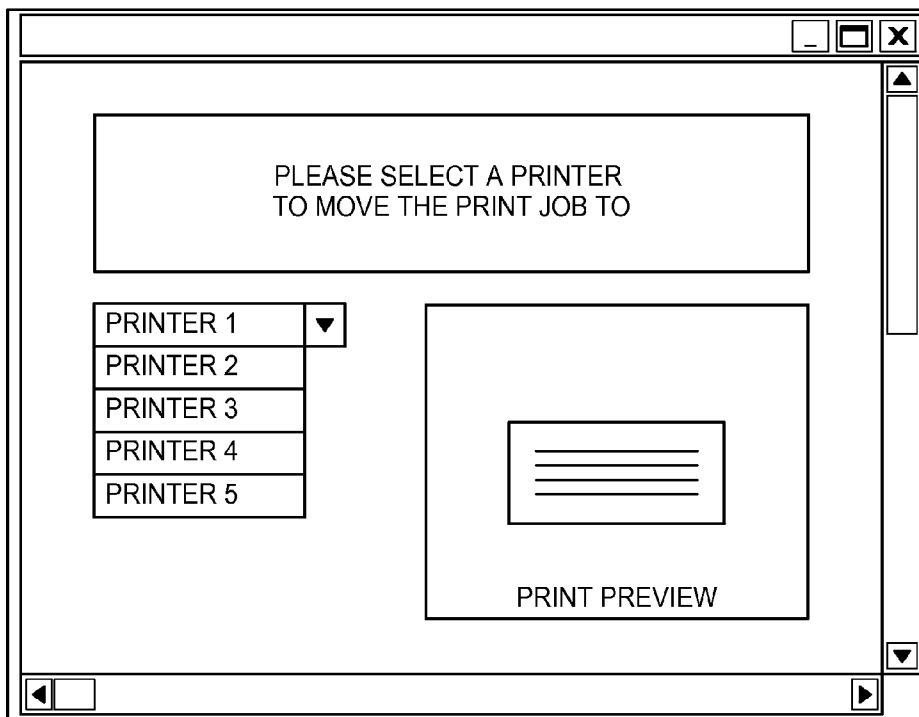 PLEASE SELECT A PRINTER
TO MOVE THE PRINT JOB TO
PRINTER 1
PRINTER 2
PRINTER 3
PRINTER 4
PRINTER 5
PRINT PREVIEW